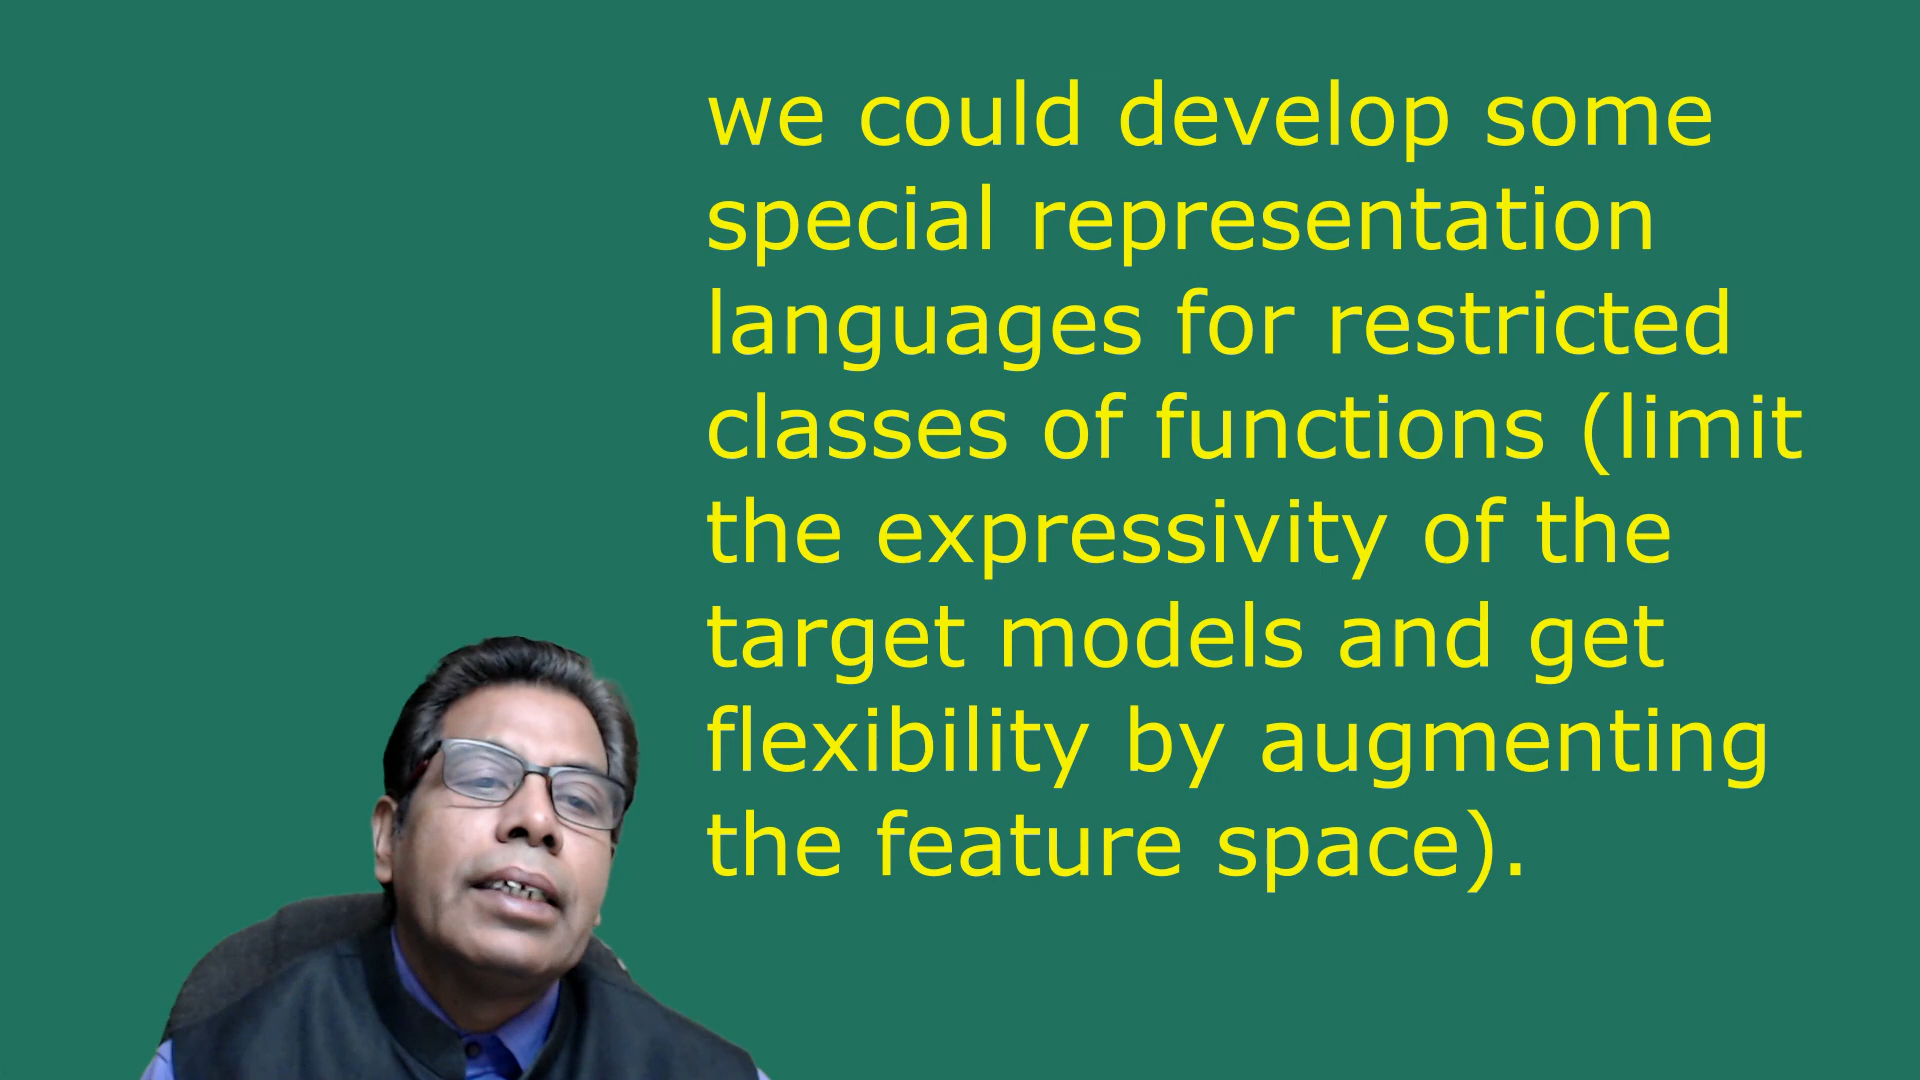 we could develop some
special representation
languages for restricted
classes of functions (limit
the expressivity of the
target models and get
flexibility by augmenting
the feature space).